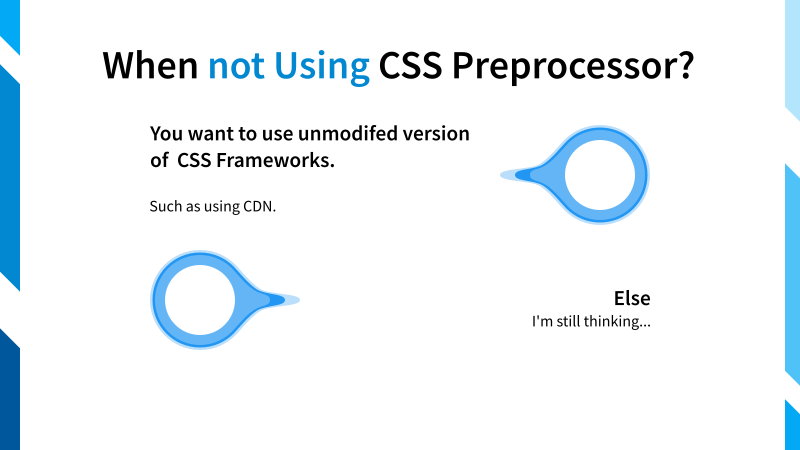 When not Using CSS Preprocessor?
You want to use unmodifed version
of  CSS Frameworks.
Such as using CDN.
Else
I'm still thinking...